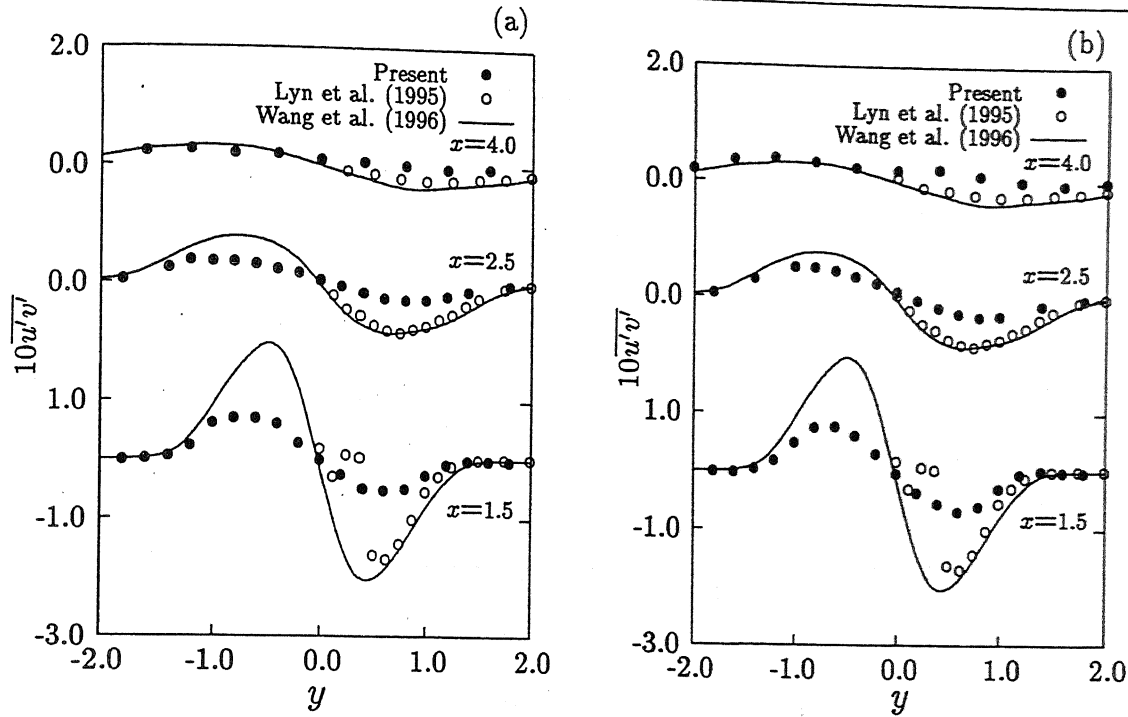 (a)
2.0
Present
Lyn et al. (1995)
Wang et al. (1996)
x=4.0
0.0
x=2.5
0.0
10u'v'
1.0
x=1.5
-1.0
-3.0
-2.0 -1.0 0.0 1.0 2.0
y
(b)
2.0
Present
Lyn et al. (1995)
Wang et al. (1996)
x=4.0
0.0
x=2.5
0.0
10u'v'
1.0
x=1.5
-1.0
-3.0
-2.0 -1.0 0.0 1.0 2.0
y